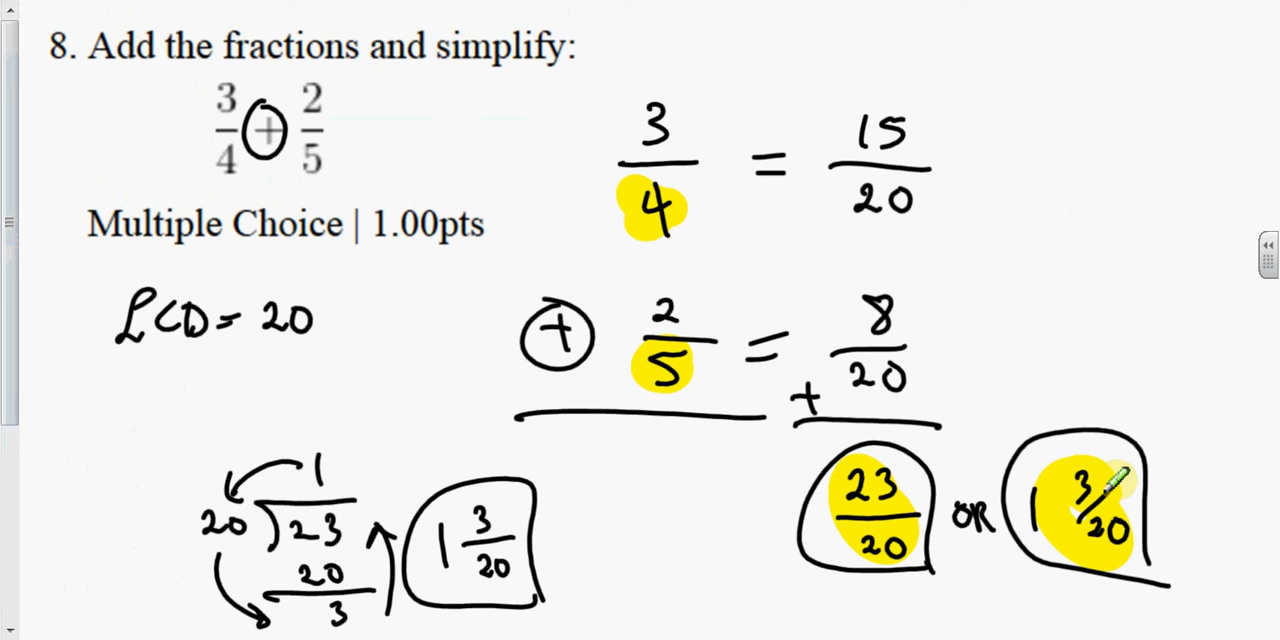 8. Add the fractions and simplify:
3/4 + 2/5
Multiple Choice | 1.00pts
LCD = 20
3/4 = 15/20
+ 2/5 = + 8/20
23/20 OR 1 3/20
1
20 ) 23
20
3
1 3/20